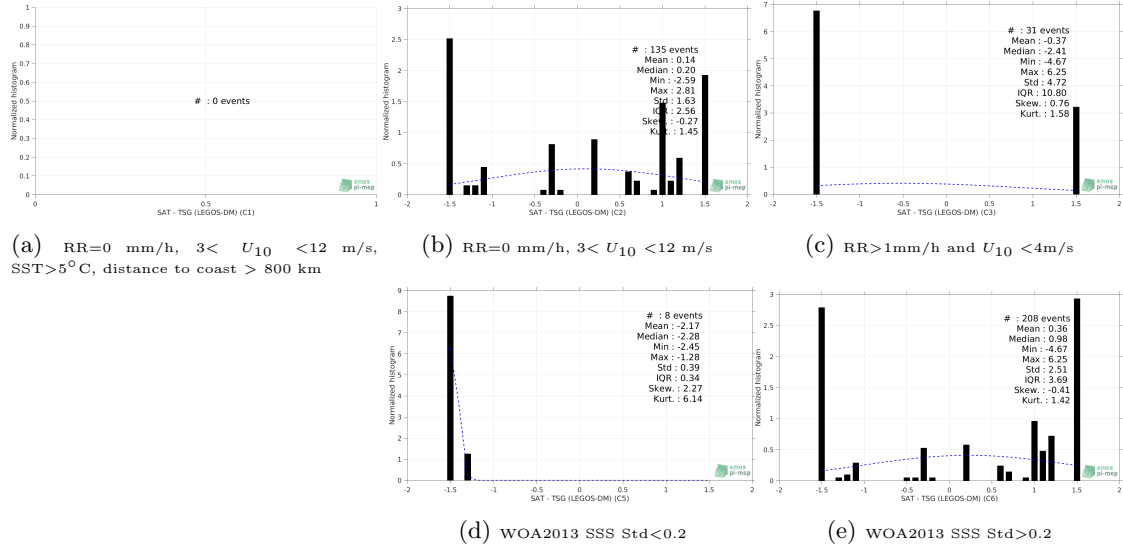 1
0.9
0.8
0.7
0.6
0.5
0.4
0.3
0.2
0.1
0
Normalized histogram
# : 0 events
smos
pi-mep
0 0.5 1
SAT - TSG (LEGOS-DM) (C1)
(a) RR=0 mm/h, 3< U10 <12 m/s,
SST>5°C, distance to coast > 800 km
3
2.5
2
1.5
1
0.5
0
Normalized histogram
# : 135 events
Mean : 0.14
Median : 0.20
Min : -2.59
Max : 2.81
Std : 1.63
IQR : 2.56
Skew. : -0.27
Kurt. : 1.45
smos
pi-mep
-2 -1.5 -1 -0.5 0 0.5 1 1.5 2
SAT - TSG (LEGOS-DM) (C2)
(b) RR=0 mm/h, 3< U10 <12 m/s
7
6
5
4
3
2
1
0
Normalized histogram
# : 31 events
Mean : -0.37
Median : -2.41
Min : -4.67
Max : 6.25
Std : 4.72
IQR : 10.80
Skew. : 0.76
Kurt. : 1.58
smos
pi-mep
-2 -1.5 -1 -0.5 0 0.5 1 1.5 2
SAT - TSG (LEGOS-DM) (C3)
(c) RR>1mm/h and U10 <4m/s
9
8
7
6
5
4
3
2
1
0
Normalized histogram
# : 8 events
Mean : -2.17
Median : -2.28
Min : -2.45
Max : -1.28
Std : 0.39
IQR : 0.34
Skew. : 2.27
Kurt. : 6.14
smos
pi-mep
-2 -1.5 -1 -0.5 0 0.5 1 1.5 2
SAT - TSG (LEGOS-DM) (C5)
(d) WOA2013 SSS Std<0.2
3
2.5
2
1.5
1
0.5
0
Normalized histogram
# : 208 events
Mean : 0.36
Median : 0.98
Min : -4.67
Max : 6.25
Std : 2.51
IQR : 3.69
Skew. : -0.41
Kurt. : 1.42
smos
pi-mep
-2 -1.5 -1 -0.5 0 0.5 1 1.5 2
SAT - TSG (LEGOS-DM) (C6)
(e) WOA2013 SSS Std>0.2